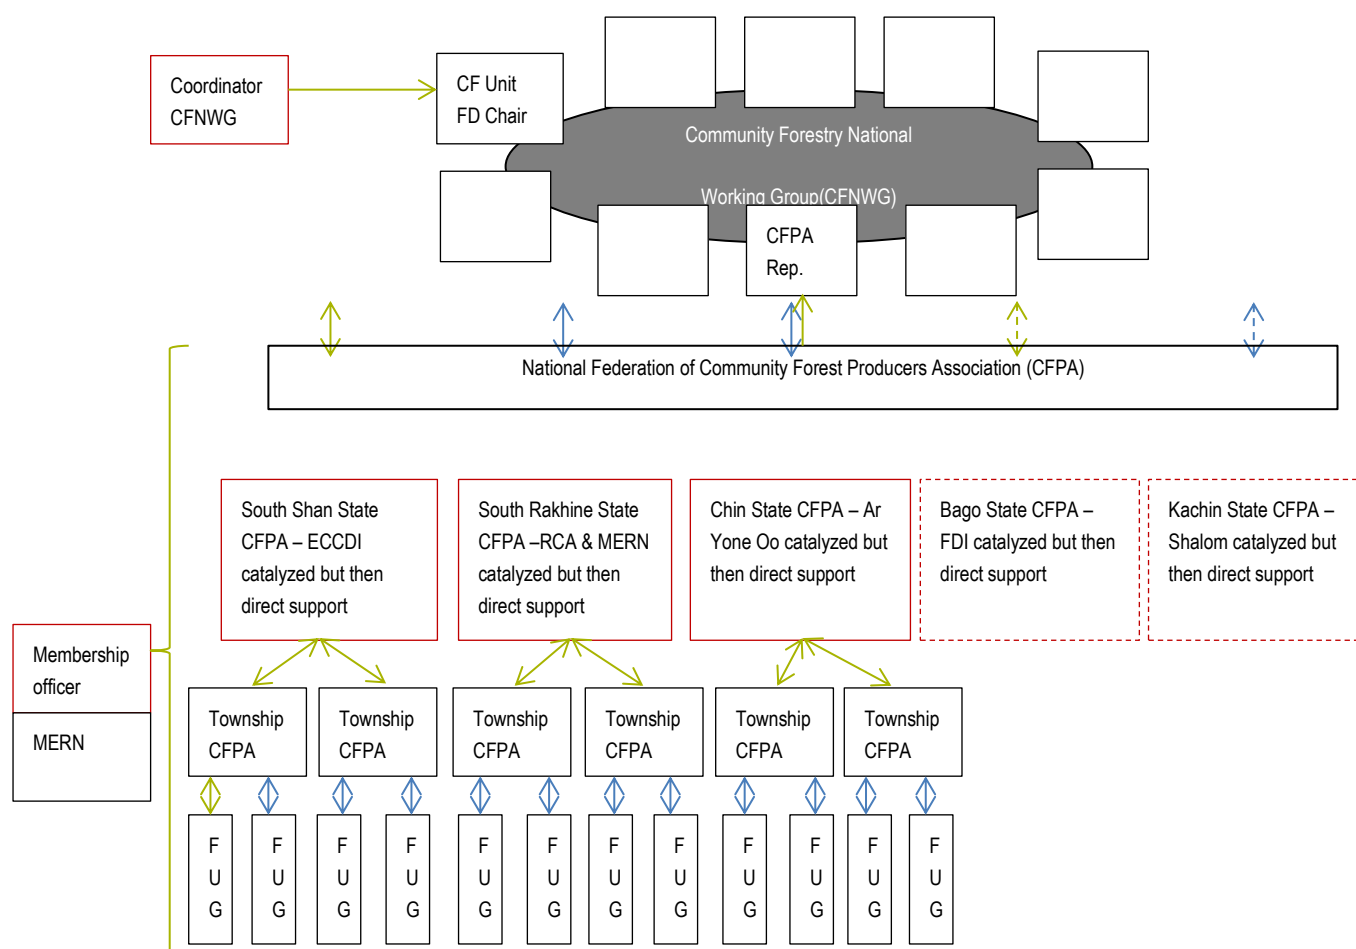 Coordinator
CFNWG
CF Unit
FD Chair
Community Forestry National
Working Group(CFNWG)
CFPA
Rep.
National Federation of Community Forest Producers Association (CFPA)
South Shan State
CFPA – ECCDI
catalyzed but then
direct support
South Rakhine State
CFPA –RCA & MERN
catalyzed but then
direct support
Chin State CFPA – Ar
Yone Oo catalyzed but
then direct support
Bago State CFPA –
FDI catalyzed but then
direct support
Kachin State CFPA –
Shalom catalyzed but
then direct support
Membership
officer
MERN
Township
CFPA
Township
CFPA
Township
CFPA
Township
CFPA
Township
CFPA
Township
CFPA
F
U
G
F
U
G
F
U
G
F
U
G
F
U
G
F
U
G
F
U
G
F
U
G
F
U
G
F
U
G
F
U
G
F
U
G